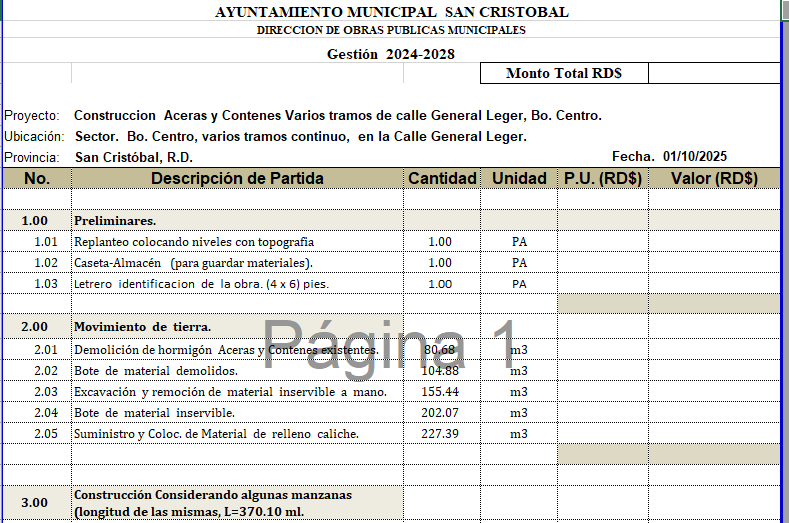 AYUNTAMIENTO MUNICIPAL SAN CRISTOBAL
DIRECCION DE OBRAS PUBLICAS MUNICIPALES
Gestión 2024-2028
Monto Total RD$
Proyecto: Construccion Aceras y Contenes Varios tramos de calle General Leger, Bo. Centro.
Ubicación: Sector. Bo. Centro, varios tramos continuo, en la Calle General Leger.
Provincia: San Cristóbal, R.D. Fecha. 01/10/2025
No. Descripción de Partida Cantidad Unidad P.U. (RD$) Valor (RD$)
1.00 Preliminares.
1.01 Replanteo colocando niveles con topografia 1.00 PA
1.02 Caseta-Almacén (para guardar materiales). 1.00 PA
1.03 Letrero identificacion de la obra. (4 x 6) pies. 1.00 PA
2.00 Movimiento de tierra.
Página 1
2.01 Demolición de hormigón Aceras y Contenes existentes. 80.68 m3
2.02 Bote de material demolidos. 104.88 m3
2.03 Excavación y remoción de material inservible a mano. 155.44 m3
2.04 Bote de material inservible. 202.07 m3
2.05 Suministro y Coloc. de Material de relleno caliche. 227.39 m3
3.00 Construcción Considerando algunas manzanas
(longitud de las mismas, L=370.10 ml.